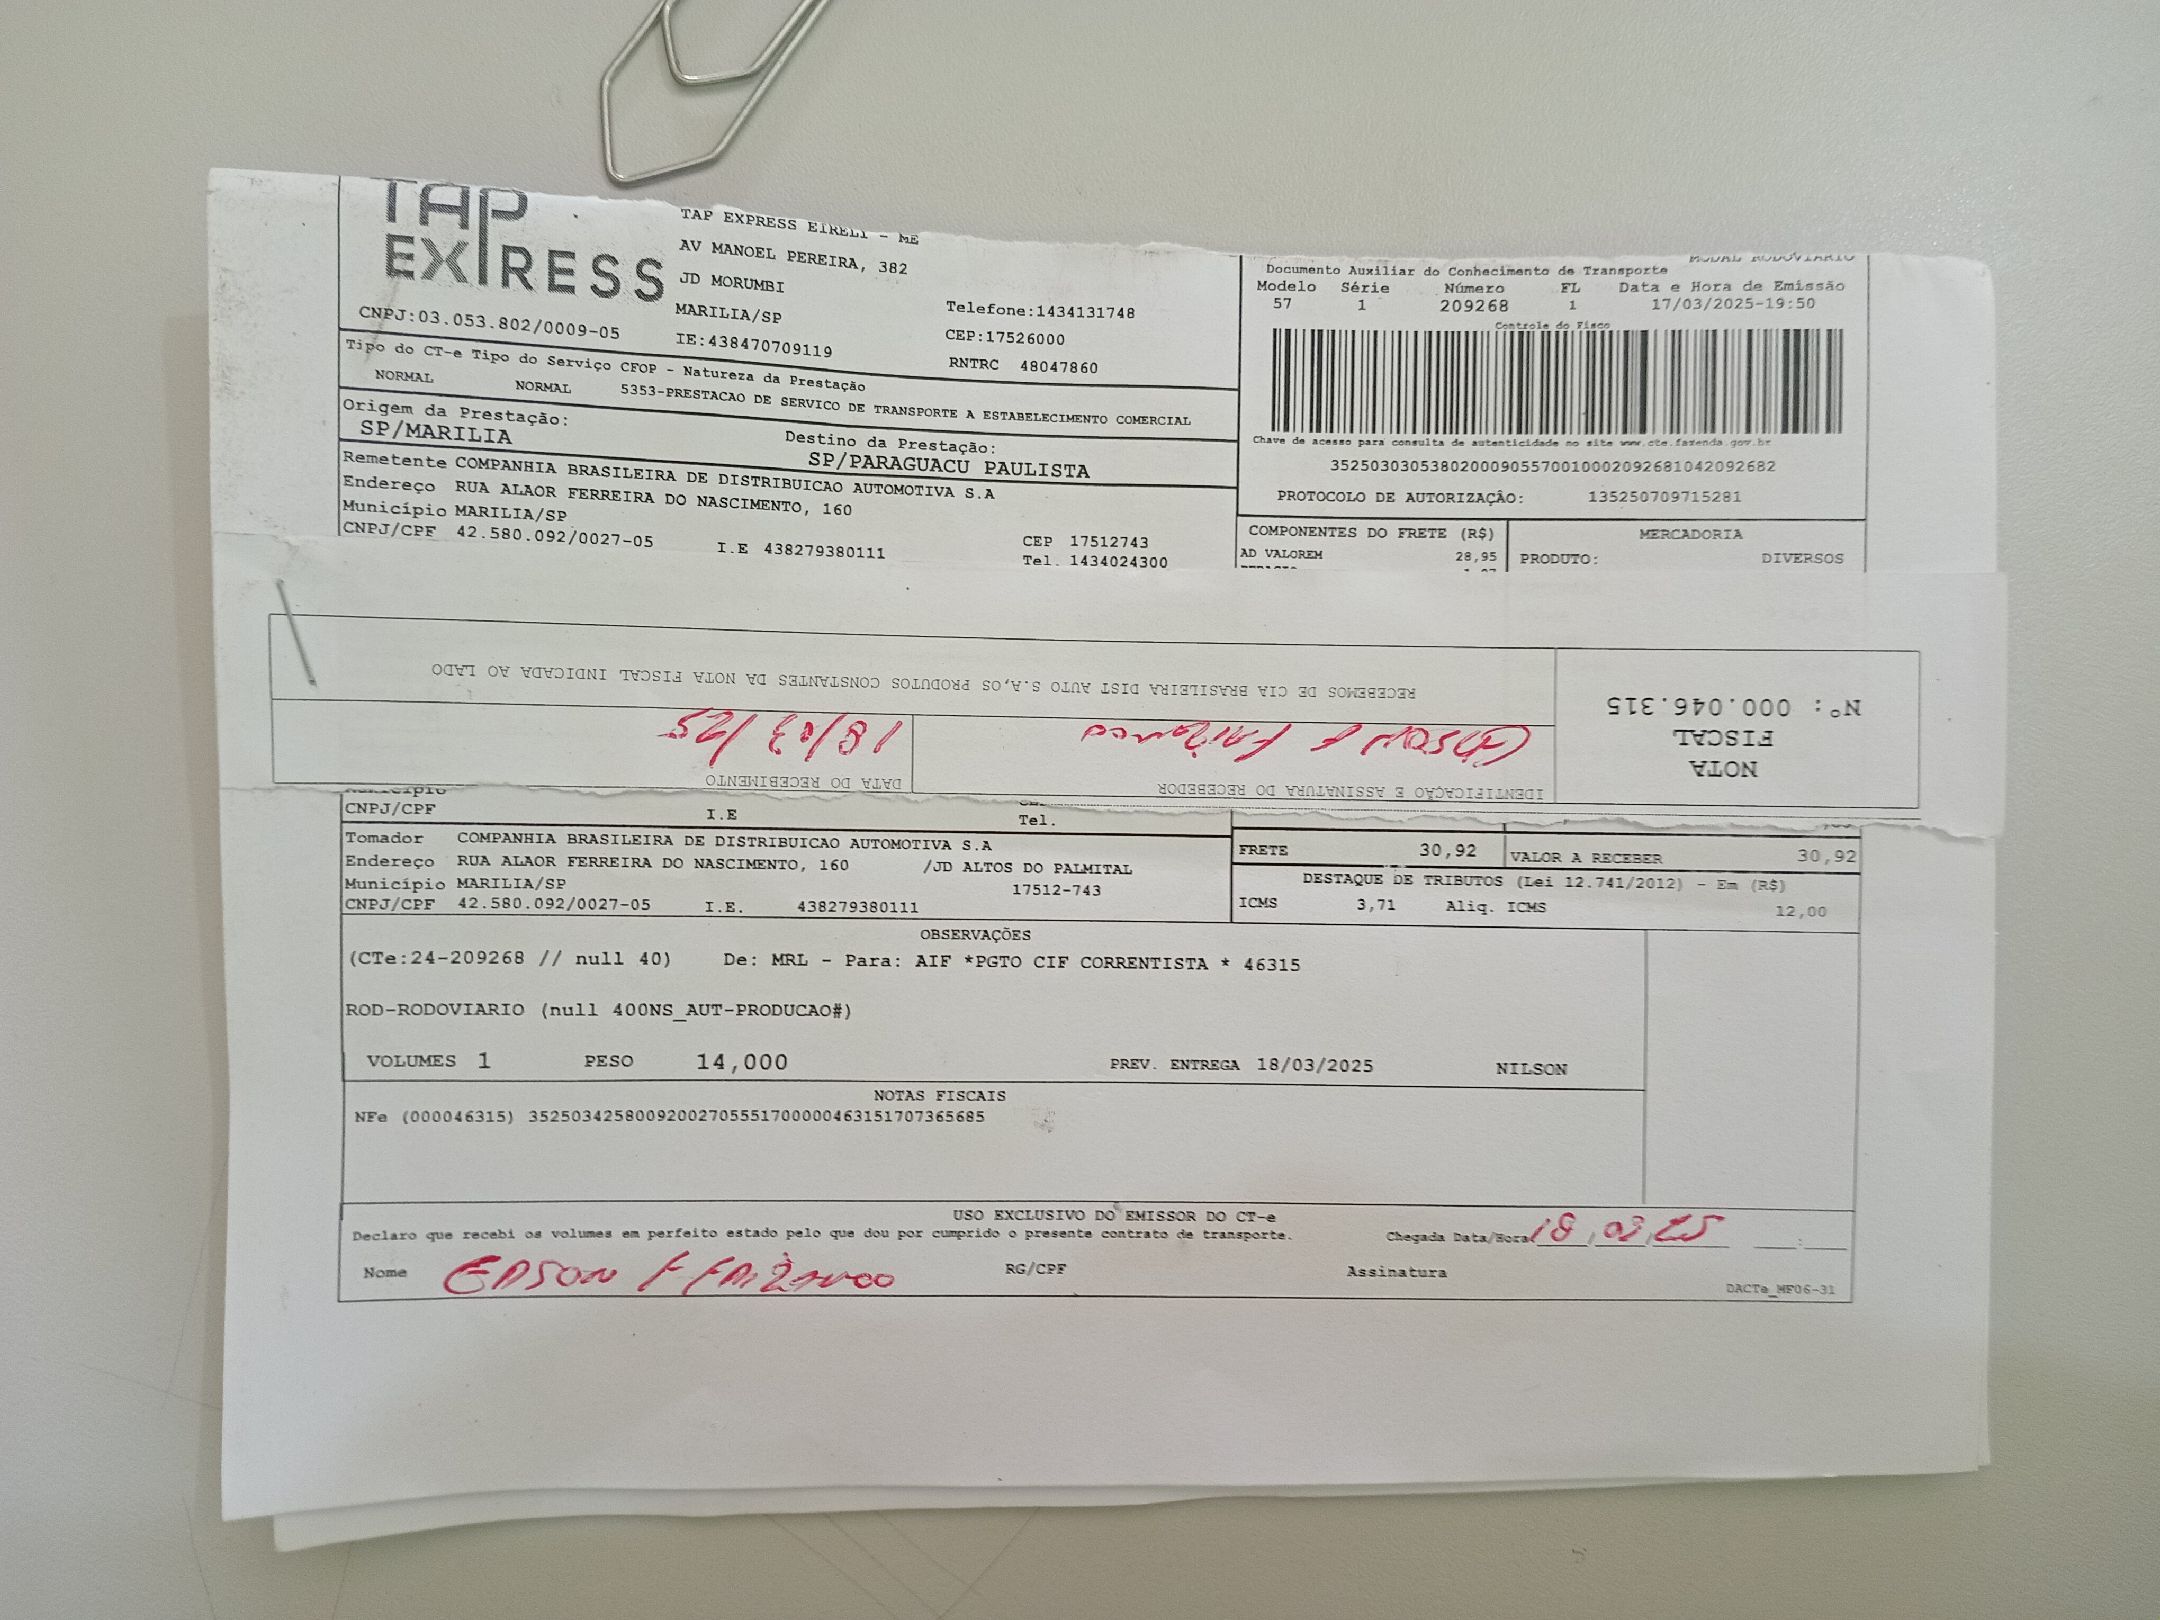 TAP EXPRESS
TAP EXPRESS EIRELI - ME
AV MANOEL PEREIRA, 382
JD MORUMBI
MARILIA/SP
Telefone:1434131748
CNPJ:03.053.802/0009-05
IE:438470709119
CEP:17526000
RNTRC 48047860
MODAL RODOVIARIO
Documento Auxiliar do Conhecimento de Transporte
Modelo Série Número FL Data e Hora de Emissão
57 1 209268 1 17/03/2025-19:50
Controle do Fisco
Chave de acesso para consulta de autenticidade no site www.cte.fazenda.gov.br
35250303053802000905570010002092681042092682
PROTOCOLO DE AUTORIZAÇÃO: 135250709715281
Tipo do CT-e Tipo do Serviço CFOP - Natureza da Prestação
NORMAL NORMAL 5353-PRESTACAO DE SERVICO DE TRANSPORTE A ESTABELECIMENTO COMERCIAL
Origem da Prestação:
SP/MARILIA
Destino da Prestação:
SP/PARAGUACU PAULISTA
Remetente COMPANHIA BRASILEIRA DE DISTRIBUICAO AUTOMOTIVA S.A
Endereço RUA ALAOR FERREIRA DO NASCIMENTO, 160
Município MARILIA/SP
CEP 17512743
CNPJ/CPF 42.580.092/0027-05 I.E 438279380111 Tel. 1434024300
COMPONENTES DO FRETE (R$)
AD VALOREM 28,95
MERCADORIA
PRODUTO: DIVERSOS
RECEBEMOS DE CIA BRASILEIRA DIST AUTO S.A,OS PRODUTOS CONSTANTES DA NOTA FISCAL INDICADA AO LADO
NOTA
FISCAL
Nº: 000.046.315
DATA DO RECEBIMENTO
18/03/25
IDENTIFICAÇÃO E ASSINATURA DO RECEBEDOR
Município
CNPJ/CPF I.E Tel.
Tomador COMPANHIA BRASILEIRA DE DISTRIBUICAO AUTOMOTIVA S.A
Endereço RUA ALAOR FERREIRA DO NASCIMENTO, 160 /JD ALTOS DO PALMITAL
Município MARILIA/SP 17512-743
CNPJ/CPF 42.580.092/0027-05 I.E. 438279380111
FRETE 30,92 VALOR A RECEBER 30,92
DESTAQUE DE TRIBUTOS (Lei 12.741/2012) - Em (R$)
ICMS 3,71 Aliq. ICMS 12,00
OBSERVAÇÕES
(CTe:24-209268 // null 40) De: MRL - Para: AIF *PGTO CIF CORRENTISTA * 46315
ROD-RODOVIARIO (null 400NS_AUT-PRODUCAO#)
VOLUMES 1 PESO 14,000 PREV. ENTREGA 18/03/2025 NILSON
NOTAS FISCAIS
NFe (000046315) 35250342580092002705551700000463151707365685
USO EXCLUSIVO DO EMISSOR DO CT-e
Declaro que recebi os volumes em perfeito estado pelo que dou por cumprido o presente contrato de transporte.
Chegada Data/Hora 18,03,25 :
Nome EDSON F RG/CPF Assinatura
DACTe_MF06-31